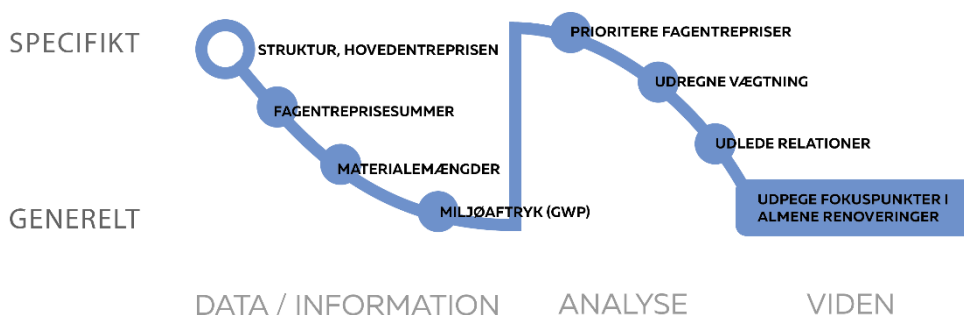 SPECIFIKT
STRUKTUR, HOVEDENTREPRISEN
FAGENTREPRISESUMMER
MATERIALEMÆNGDER
MILJØAFTRYK (GWP)
PRIORITERE FAGENTREPRISER
UDREGNE VÆGTNING
UDLEDE RELATIONER
UDPEGE FOKUSPUNKTER I
ALMENE RENOVERINGER
GENERELT
DATA / INFORMATION
ANALYSE
VIDEN